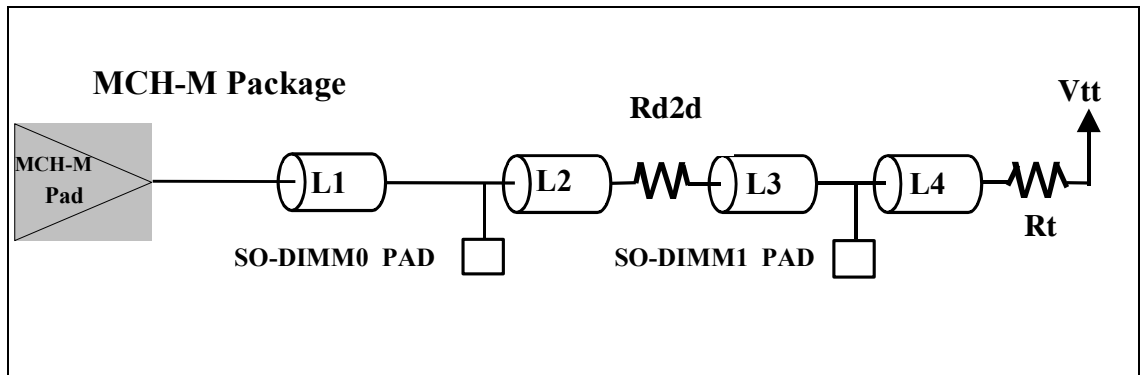 MCH-M Package
Rd2d
Vtt
MCH-M
Pad
L1
L2
L3
L4
Rt
SO-DIMM0 PAD
SO-DIMM1 PAD